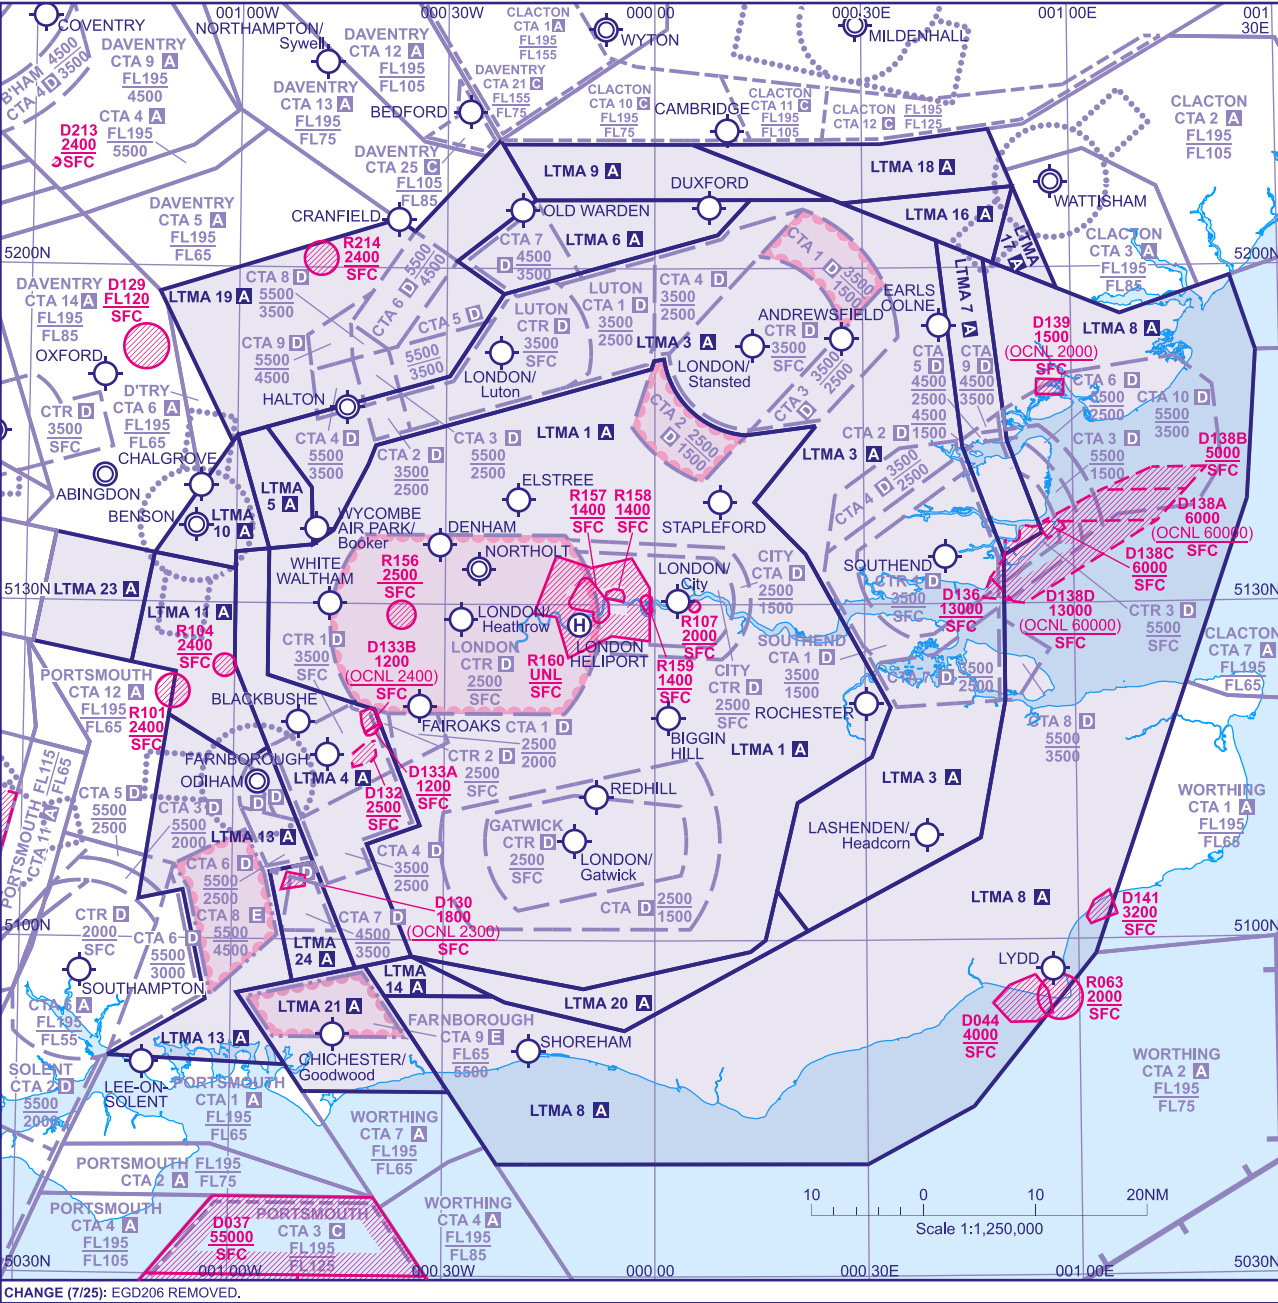 00100W
00030W
00000
00030E
00100E
001
30E
COVENTRY
B'HAM 4500
CTA 4 D 3500
DAVENTRY
CTA 9 A
FL195
4500
CTA 4 A
FL195
5500
D213
2400
SFC
NORTHAMPTON/
Sywell
DAVENTRY
CTA 12 A
FL195
FL105
DAVENTRY
CTA 13 A
FL195
FL75
BEDFORD
CLACTON
CTA 1 A
FL195
FL155
WYTON
MILDENHALL
DAVENTRY
CTA 21 C
FL155
FL75
CLACTON
CTA 10 C
FL195
FL75
CAMBRIDGE
CLACTON
CTA 11 C
FL195
FL105
CLACTON
CTA 12 C
FL195
FL125
CLACTON
CTA 2 A
FL195
FL105
DAVENTRY
CTA 25 C
FL105
FL85
LTMA 9 A
LTMA 18 A
DUXFORD
WATTISHAM
DAVENTRY
CTA 5 A
FL195
FL65
CRANFIELD
OLD WARDEN
LTMA 16 A
LTMA 17 A
R214
2400
SFC
CTA 7
D 4500
3500
LTMA 6 A
CLACTON
CTA 3 A
FL195
FL85
5200N
5200N
DAVENTRY
CTA 14 A
FL195
FL85
D129
FL120
SFC
LTMA 19 A
CTA 8 D
5500
3500
CTA 6 D
5500
4500
CTA 5 D
5500
3500
LUTON
CTR D
3500
SFC
LUTON
CTA 1 D
3500
2500
CTA 4 D
3500
2500
CTA 1 D
3500
1500
EARLS
COLNE
LTMA 7 A
OXFORD
CTA 9 D
5500
4500
LONDON/
Luton
LTMA 3 A
ANDREWSFIELD
CTR D
3500
SFC
LONDON/
Stansted
CTA 3 D
3500
2500
D139
1500
(OCNL 2000)
SFC
LTMA 8 A
D'TRY
CTA 6 A
FL195
FL65
HALTON
CTR D
3500
SFC
CTA
5 D
4500
2500
4500
1500
CTA
9 D
4500
3500
CTA 6 D
3500
2500
CTA 10 D
5500
3500
CHALGROVE
CTA 4 D
5500
3500
CTA 2 D
3500
2500
CTA 3 D
5500
2500
LTMA 1 A
CTA 2
D 2500
1500
CTA 2 D
LTMA 3 A
CTA 3 D
5500
1500
D138B
5000
SFC
ABINGDON
BENSON
LTMA
10 A
LTMA
5 A
WYCOMBE
AIR PARK/
Booker
ELSTREE
DENHAM
NORTHOLT
R157
1400
SFC
R158
1400
SFC
STAPLEFORD
CTA 4 D
3500
2500
D138A
6000
(OCNL 60000)
SFC
D138C
6000
SFC
5130N
5130N
LTMA 23 A
WHITE
WALTHAM
R156
2500
SFC
LONDON/
City
CITY
CTA D
2500
1500
SOUTHEND
CTR D
3500
SFC
D136
13000
SFC
D138D
13000
(OCNL 60000)
SFC
CTR 3 D
5500
SFC
LTMA 11 A
R104
2400
SFC
CTR 1 D
3500
SFC
LONDON/
Heathrow
LONDON
CTR D
2500
SFC
D133B
1200
(OCNL 2400)
SFC
H
LONDON
HELIPORT
R160
UNL
SFC
R107
2000
SFC
R159
1400
SFC
CITY
CTR D
2500
SFC
SOUTHEND
CTA 1 D
3500
1500
CTA 7 D
3500
2500
CLACTON
CTA 7 A
FL195
FL65
PORTSMOUTH
CTA 12 A
FL195
FL65
R101
2400
SFC
BLACKBUSHE
FAIROAKS
CTA 1 D
2500
2000
BIGGIN
HILL
ROCHESTER
CTA 8 D
5500
3500
LTMA 1 A
FARNBOROUGH
ODIHAM
LTMA 4 A
CTR 2 D
2500
SFC
D133A
1200
SFC
D132
2500
SFC
REDHILL
LTMA 3 A
WORTHING
CTA 1 A
FL195
FL65
PORTSMOUTH FL115
CTA 11 A FL65
CTA 5 D
5500
2500
CTA 3 D
5500
2000
D D
LTMA 13 A
GATWICK
CTR D
2500
SFC
LONDON/
Gatwick
LASHENDEN/
Headcorn
CTA 6 D
5500
2500
CTA 8 E
5500
4500
D
CTA 4 D
3500
2500
D130
1800
(OCNL 2300)
SFC
CTA D 2500
1500
LTMA 8 A
D141
3200
SFC
5100N
5100N
CTR D
2000
SFC
CTA 6 D
5500
3000
CTA 7 D
4500
3500
LTMA
24 A
SOUTHAMPTON
LTMA
14 A
LTMA 20 A
LYDD
R063
2000
SFC
D044
4000
SFC
CTA 6 A
FL195
FL55
LTMA 21 A
FARNBOROUGH
CTA 9 E
FL65
5500
LTMA 13 A
CHICHESTER/
Goodwood
SHOREHAM
SOLENT
CTA 2 D
5500
2000
LEE-ON-
SOLENT
PORTSMOUTH
CTA 1 A
FL195
FL65
WORTHING
CTA 7 A
FL195
FL65
LTMA 8 A
WORTHING
CTA 2 A
FL195
FL75
PORTSMOUTH
CTA 2 A
FL195
FL75
PORTSMOUTH
CTA 4 A
FL195
FL105
D037
55000
SFC
PORTSMOUTH
CTA 3 C
FL195
FL125
WORTHING
CTA 4 A
FL195
FL85
10 0 10 20NM
Scale 1:1,250,000
5030N
00100W
00030W
00000
00030E
00100E
5030N
CHANGE (7/25): EGD206 REMOVED.